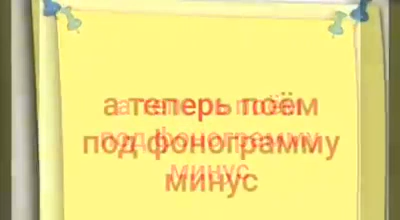 а теперь поём
под фонограмму
минус